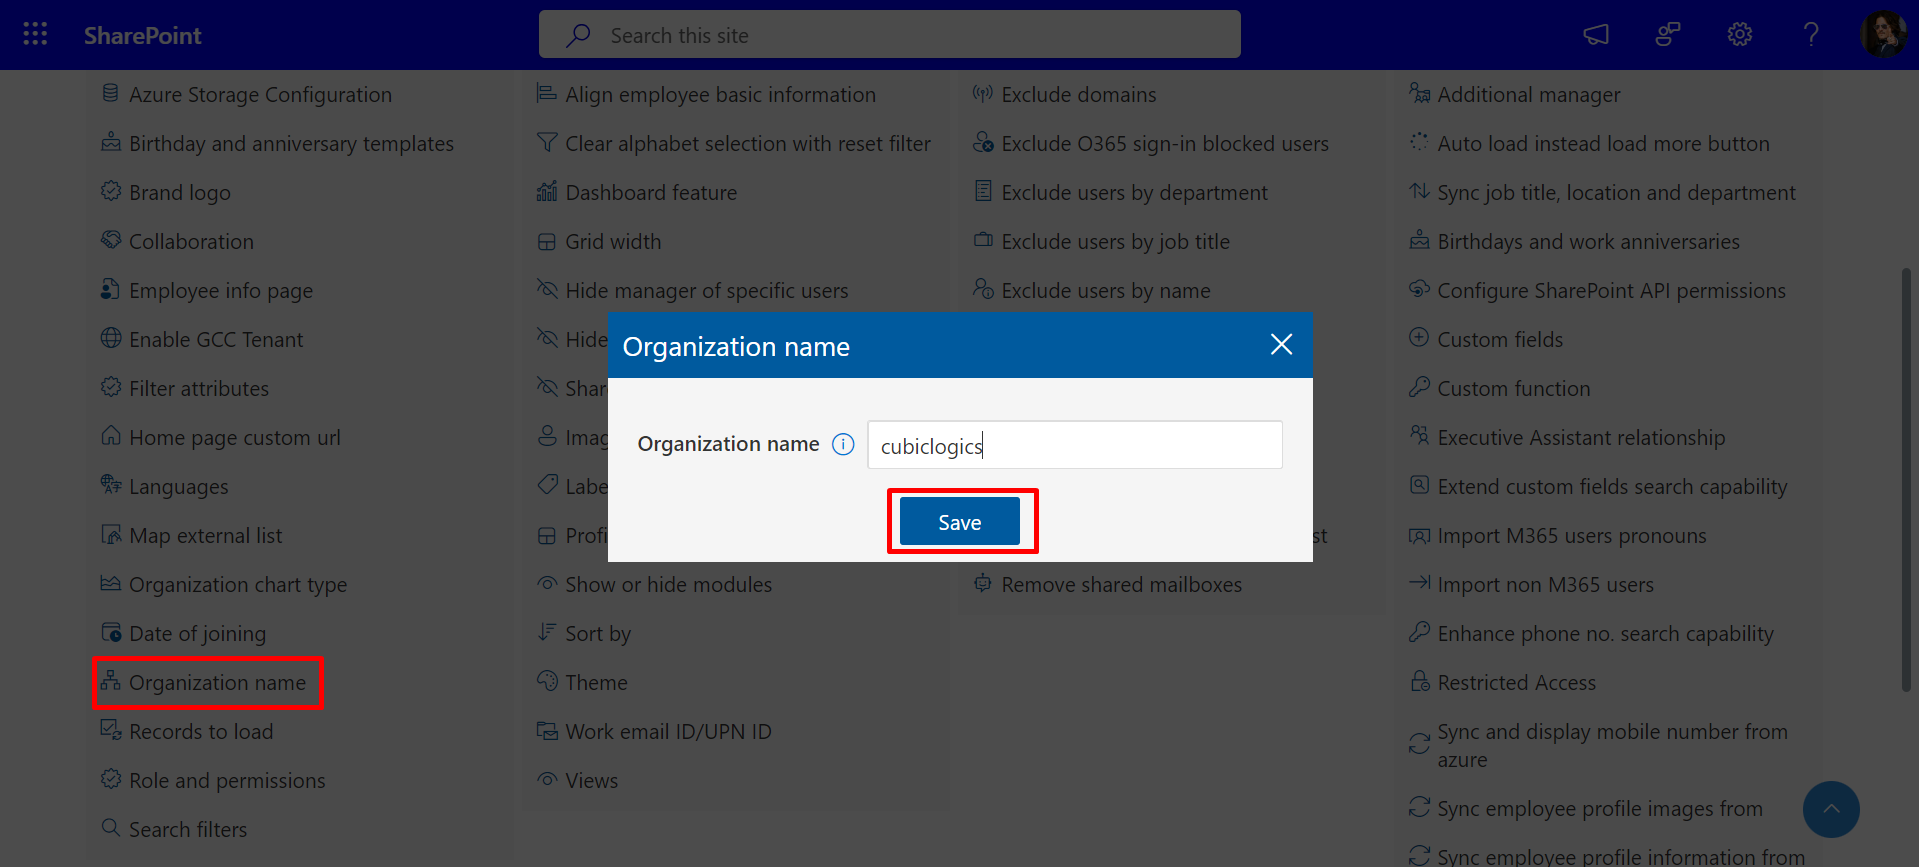 SharePoint
Search this site
Azure Storage Configuration
Birthday and anniversary templates
Brand logo
Collaboration
Employee info page
Enable GCC Tenant
Filter attributes
Home page custom url
Languages
Map external list
Organization chart type
Date of joining
Organization name
Records to load
Role and permissions
Search filters
Align employee basic information
Clear alphabet selection with reset filter
Dashboard feature
Grid width
Hide manager of specific users
Hide
Show or hide modules
Sort by
Theme
Work email ID/UPN ID
Views
Exclude domains
Exclude O365 sign-in blocked users
Exclude users by department
Exclude users by job title
Exclude users by name
Remove shared mailboxes
Organization name
Organization name
cubiclogics
Save
Additional manager
Auto load instead load more button
Sync job title, location and department
Birthdays and work anniversaries
Configure SharePoint API permissions
Custom fields
Custom function
Executive Assistant relationship
Extend custom fields search capability
Import M365 users pronouns
Import non M365 users
Enhance phone no. search capability
Restricted Access
Sync and display mobile number from
azure
Sync employee profile images from
Sync employee profile information from